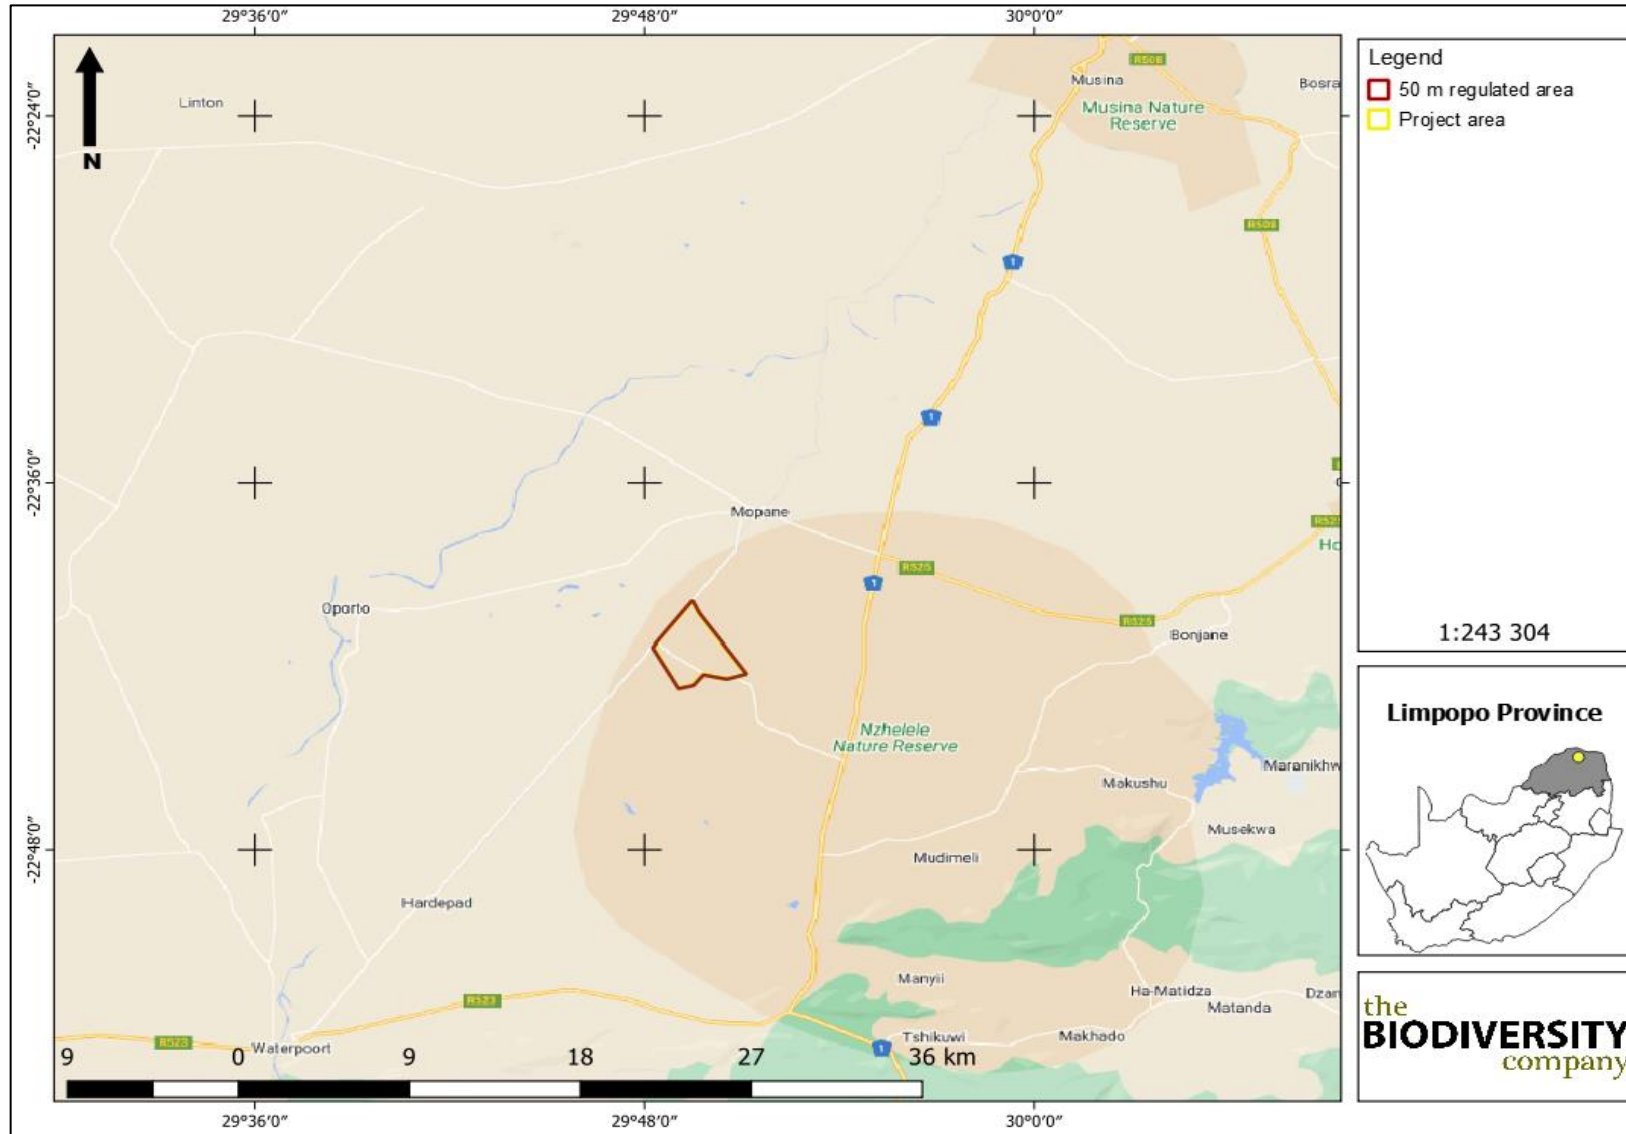 29°36'0″
29°48'0″
30°0'0″
-22°24'0″
-22°36'0″
-22°48'0″
N
Linton
Musina
R508
Bosra
Musina Nature
Reserve
R508
1
1
Mopane
R525
R525
Ho
1
Oporto
R525
Bonjane
Nzhelele
Nature Reserve
Makushu
Maranikhw
Musekwa
Mudimeli
Hardepad
Manyii
Ha-Matidza
Matanda
Dzan
R523
R523
Waterpoort
1
Tshikuwi
Makhado
9 0 9 18 27 36 km
29°36'0″
29°48'0″
30°0'0″
Legend
50 m regulated area
Project area
1:243 304
Limpopo Province
the
BIODIVERSITY
company